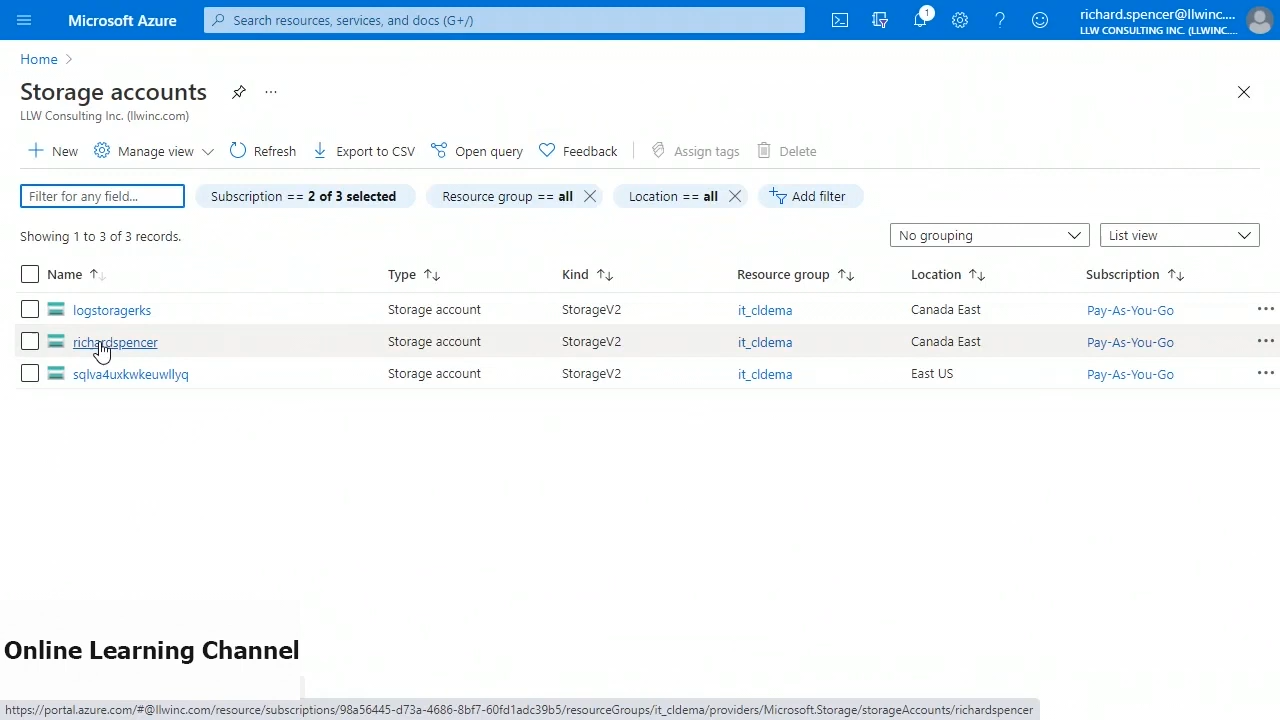 Microsoft Azure
Search resources, services, and docs (G+/)
1
richard.spencer@llwinc....
LLW CONSULTING INC. (LLWINC....
Home
Storage accounts
LLW Consulting Inc. (llwinc.com)
New Manage view Refresh Export to CSV Open query Feedback Assign tags Delete
Filter for any field... Subscription == 2 of 3 selected Resource group == all Location == all Add filter
Showing 1 to 3 of 3 records. No grouping List view
Name Type Kind Resource group Location Subscription
logstoragerks Storage account StorageV2 it_cldema Canada East Pay-As-You-Go
richardspencer Storage account StorageV2 it_cldema Canada East Pay-As-You-Go
sqlva4uxkwkeuwllyq Storage account StorageV2 it_cldema East US Pay-As-You-Go
Online Learning Channel
https://portal.azure.com/#@llwinc.com/resource/subscriptions/98a56445-d73a-4686-8bf7-60fd1adc39b5/resourceGroups/it_cldema/providers/Microsoft.Storage/storageAccounts/richardspencer